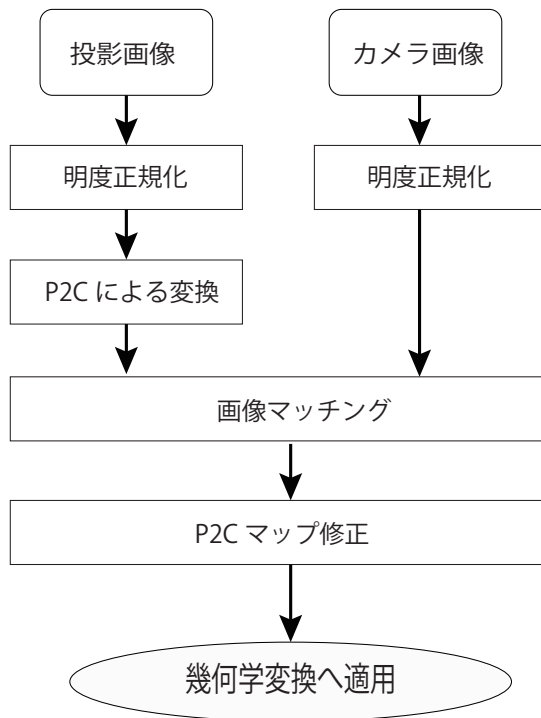 投影画像
カメラ画像
明度正規化
明度正規化
P2C による変換
画像マッチング
P2C マップ修正
幾何学変換へ適用